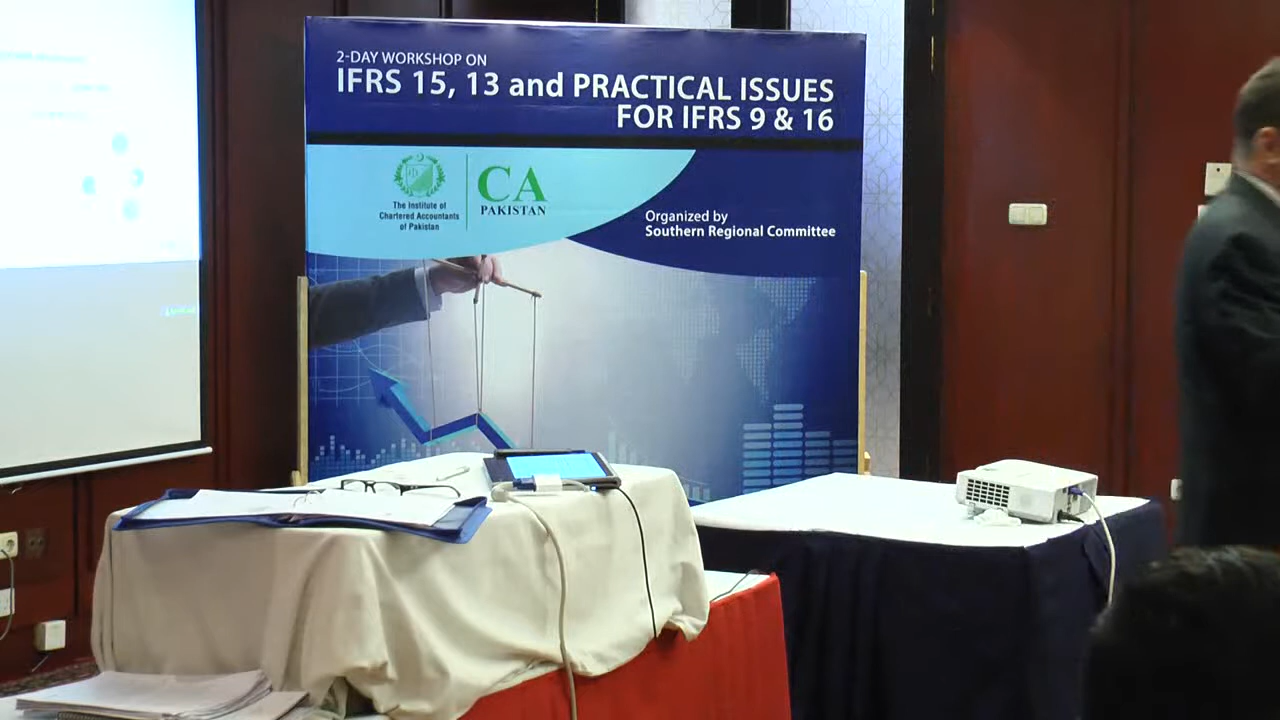 2-DAY WORKSHOP ON
IFRS 15, 13 and PRACTICAL ISSUES
FOR IFRS 9 & 16
The Institute of
Chartered Accountants
of Pakistan
CA
PAKISTAN
Organized by
Southern Regional Committee